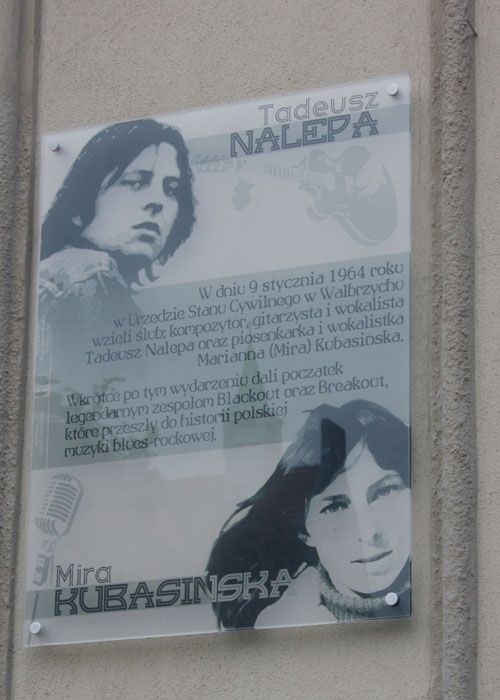 Tadeusz
NALEPA
W dniu 9 stycznia 1964 roku
w Urzędzie Stanu Cywilnego w Wałbrzychu
wzięli ślub: kompozytor, gitarzysta i wokalista
Tadeusz Nalepa oraz piosenkarka i wokalistka
Marianna (Mira) Kubasińska.
Wkrótce po tym wydarzeniu dali początek
legendarnym zespołom Blackout oraz Breakout,
które przeszły do historii polskiej
muzyki blues-rockowej.
Mira
KUBASIŃSKA